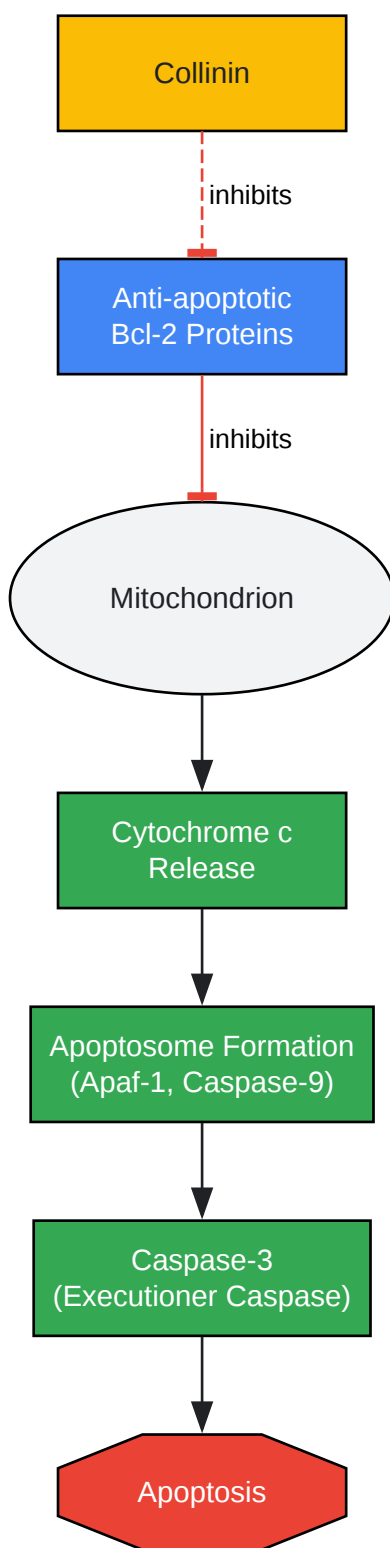 Collinin
inhibits
Anti-apoptotic
Bcl-2 Proteins
inhibits
Mitochondrion
Cytochrome c
Release
Apoptosome Formation
(Apaf-1, Caspase-9)
Caspase-3
(Executioner Caspase)
Apoptosis